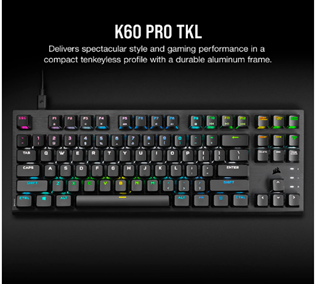 K60 PRO TKL
Delivers spectacular style and gaming performance in a
compact tenkeyless profile with a durable aluminum frame.